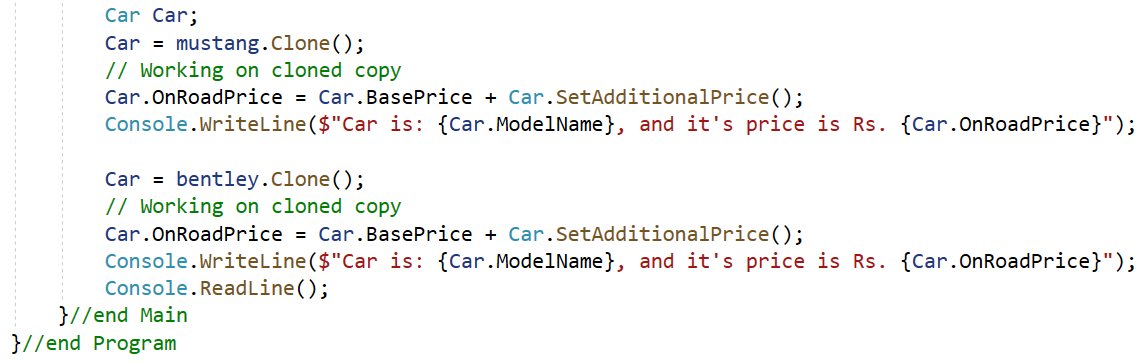 Car Car;
Car = mustang.Clone();
// Working on cloned copy
Car.OnRoadPrice = Car.BasePrice + Car.SetAdditionalPrice();
Console.WriteLine($"Car is: {Car.ModelName}, and it's price is Rs. {Car.OnRoadPrice}");
Car = bentley.Clone();
// Working on cloned copy
Car.OnRoadPrice = Car.BasePrice + Car.SetAdditionalPrice();
Console.WriteLine($"Car is: {Car.ModelName}, and it's price is Rs. {Car.OnRoadPrice}");
Console.ReadLine();
}//end Main
}//end Program